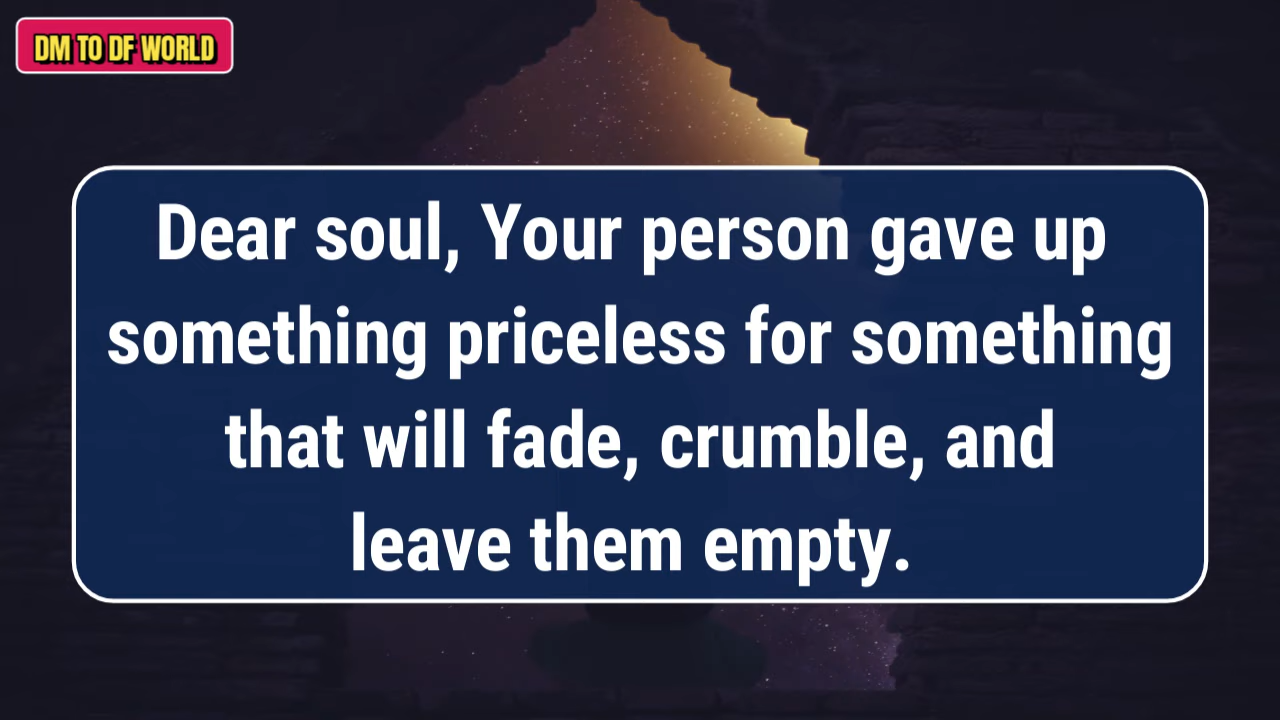 DM TO DF WORLD
Dear soul, Your person gave up
something priceless for something
that will fade, crumble, and
leave them empty.